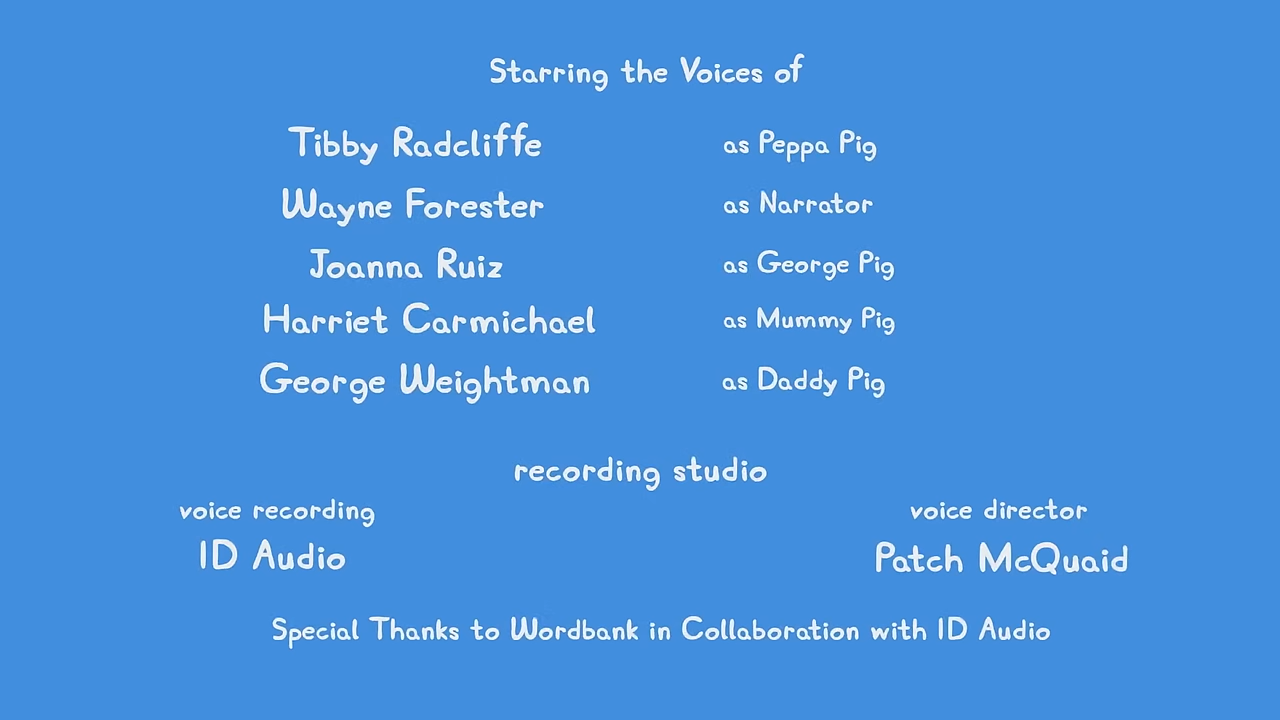 Starring the Voices of
Tibby Radcliffe as Peppa Pig
Wayne Forester as Narrator
Joanna Ruiz as George Pig
Harriet Carmichael as Mummy Pig
George Weightman as Daddy Pig
recording studio
voice recording voice director
ID Audio Patch McQuaid
Special Thanks to Wordbank in Collaboration with ID Audio